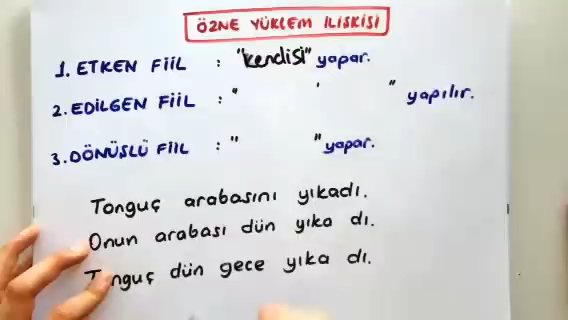 ÖZNE YÜKLEM İLİSKİSİ
1. ETKEN FİİL : "kendisi" yapar.
2. EDİLGEN FİİL : " ' " yapılır.
3. DÖNÜSLÜ FİİL : " " yapar.
Tonguç arabasını yıkadı.
Onun arabası dün yıka dı.
Tonguç dün gece yıka dı.